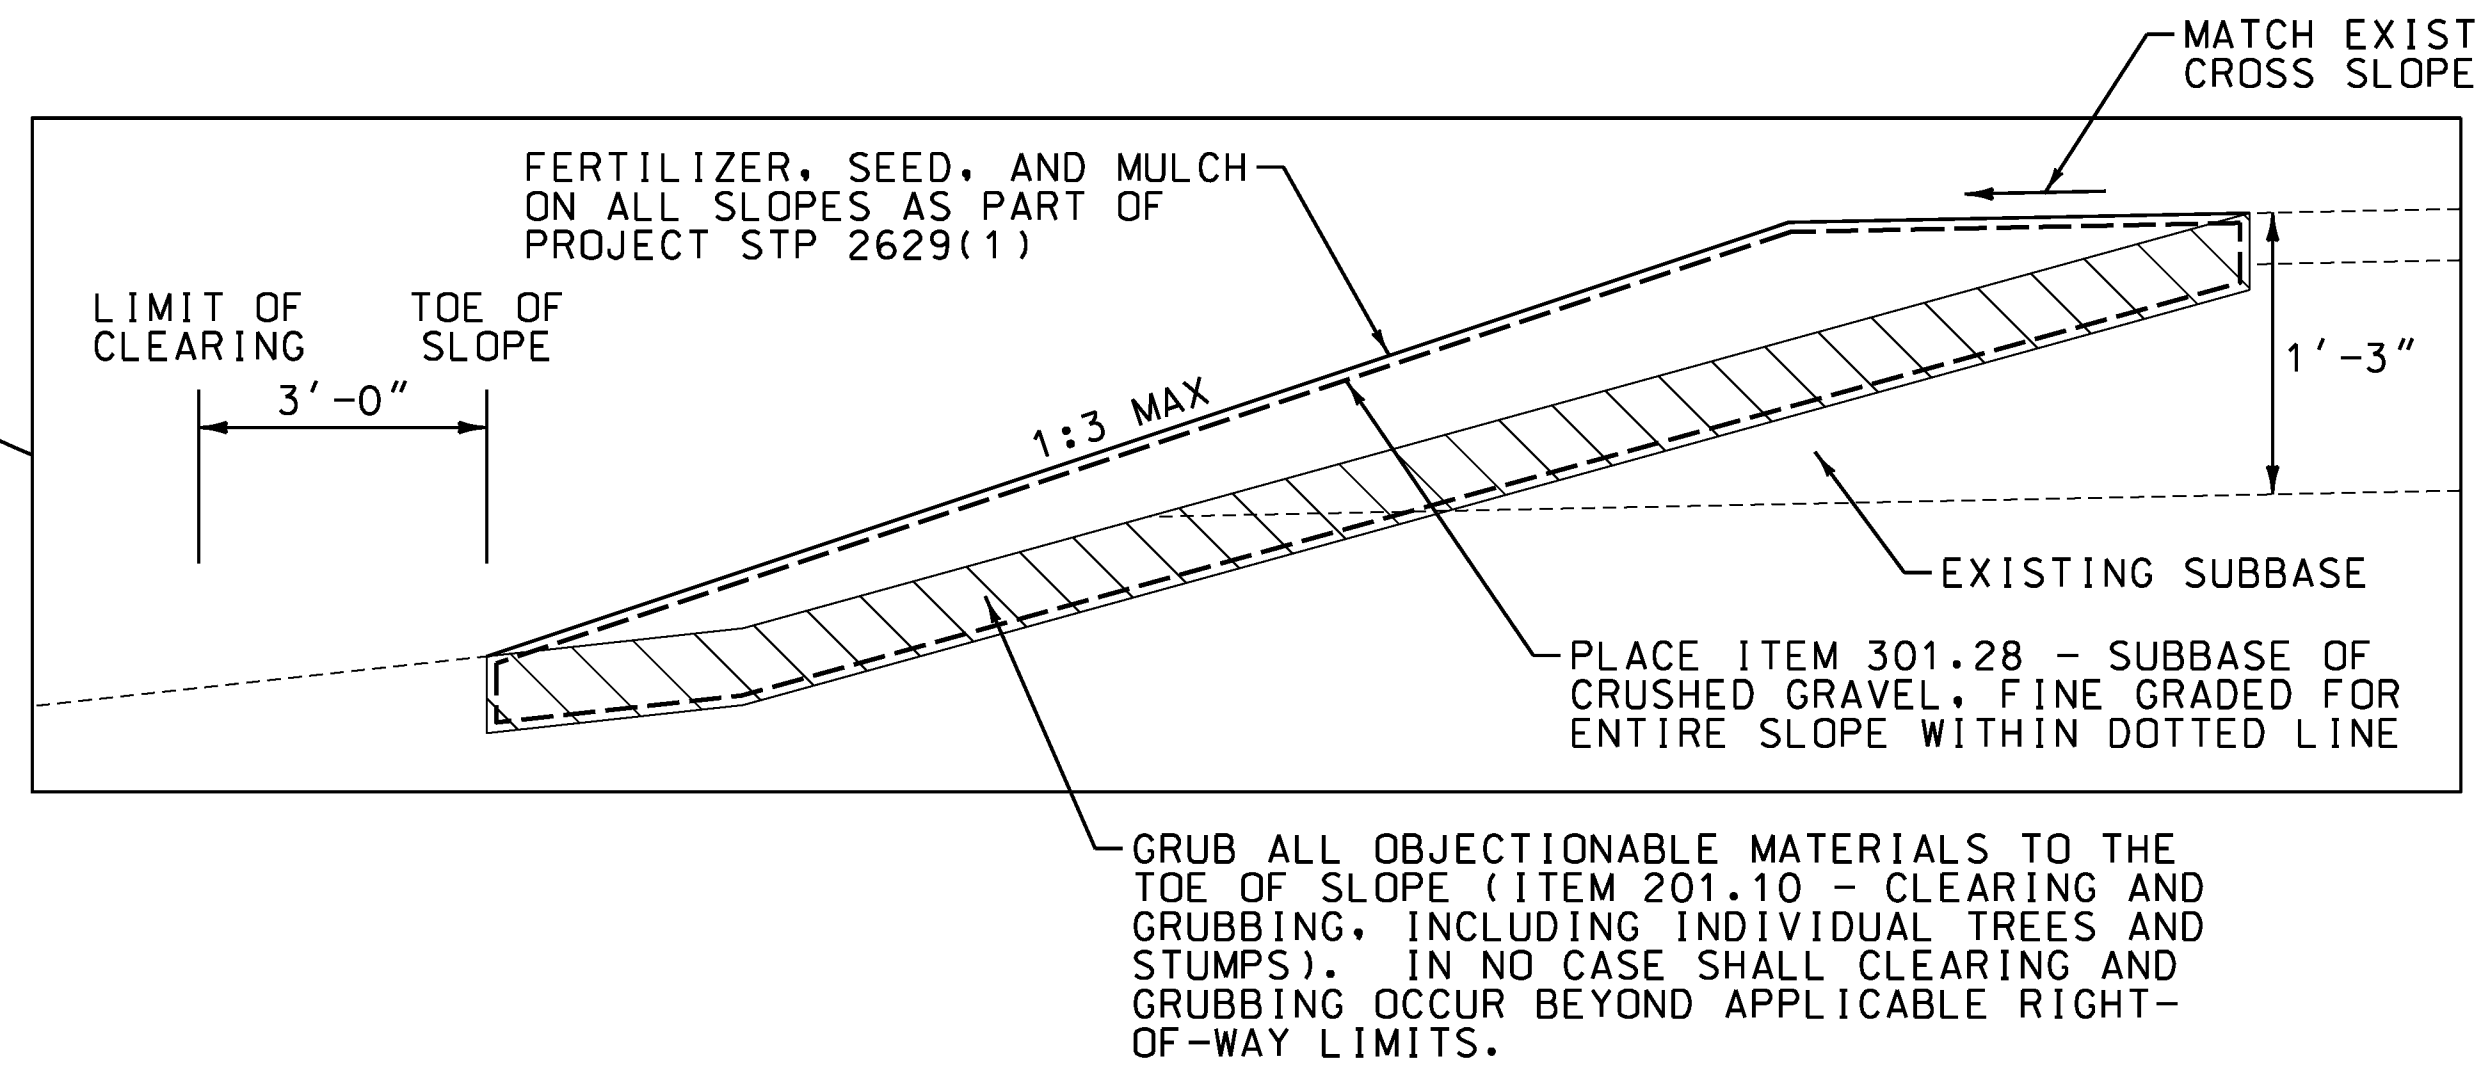 MATCH EXIST
CROSS SLOPE
FERTILIZER, SEED, AND MULCH
ON ALL SLOPES AS PART OF
PROJECT STP 2629(1)
LIMIT OF
CLEARING
TOE OF
SLOPE
3'-0"
1:3 MAX
1'-3"
EXISTING SUBBASE
PLACE ITEM 301.28 - SUBBASE OF
CRUSHED GRAVEL, FINE GRADED FOR
ENTIRE SLOPE WITHIN DOTTED LINE
GRUB ALL OBJECTIONABLE MATERIALS TO THE
TOE OF SLOPE (ITEM 201.10 - CLEARING AND
GRUBBING, INCLUDING INDIVIDUAL TREES AND
STUMPS).  IN NO CASE SHALL CLEARING AND
GRUBBING OCCUR BEYOND APPLICABLE RIGHT-
OF-WAY LIMITS.